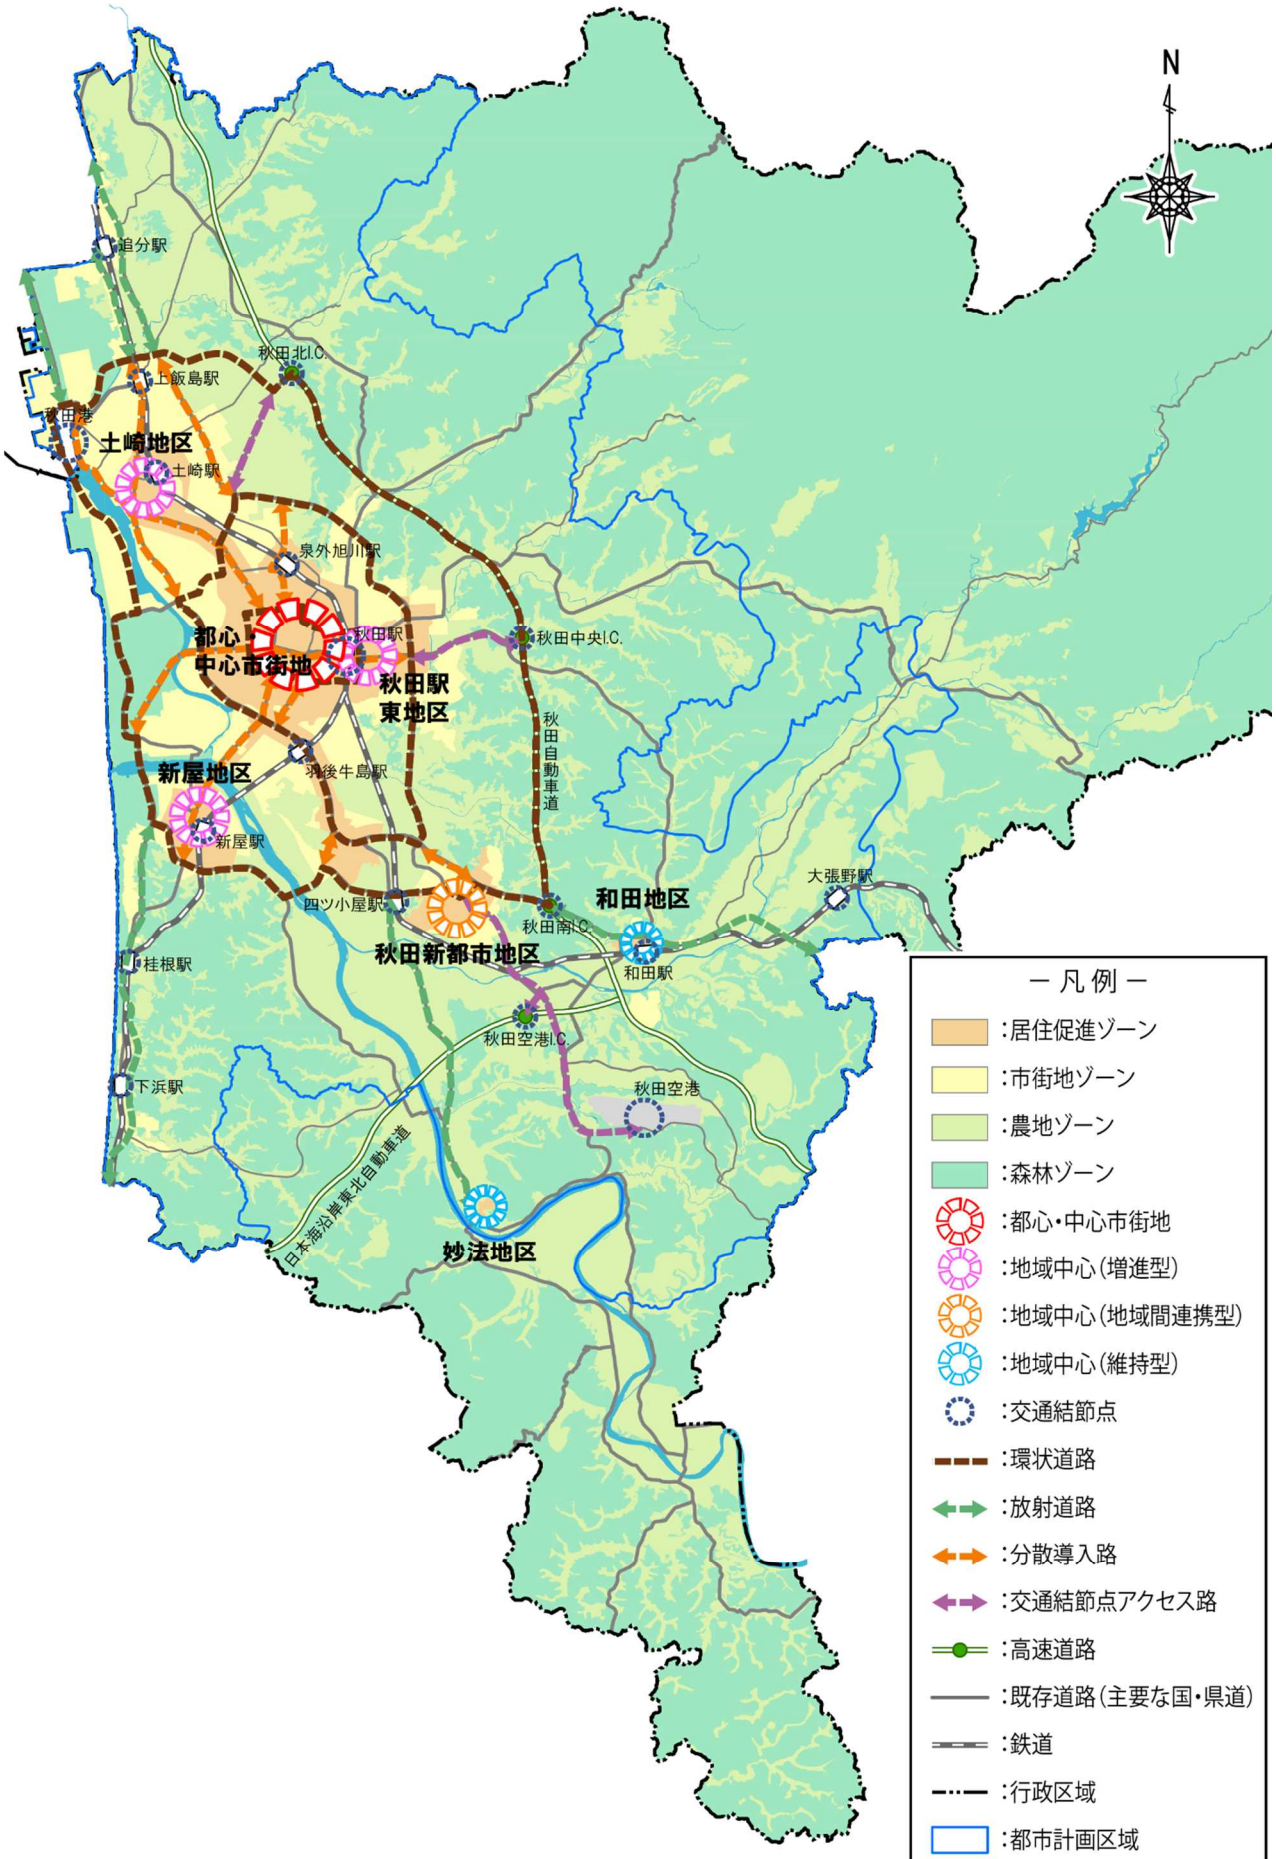 N
追分駅
秋田北I.C.
上飯島駅
秋田港
土崎地区
土崎駅
泉外旭川駅
都心・
中心市街地
秋田駅
秋田中央I.C.
秋田駅
東地区
秋田自動車道
羽後牛島駅
新屋地区
新屋駅
大張野駅
四ツ小屋駅
和田地区
秋田南I.C.
秋田新都市地区
桂根駅
和田駅
秋田空港I.C.
下浜駅
秋田空港
日本海沿岸東北自動車道
妙法地区
－凡例－
：居住促進ゾーン
：市街地ゾーン
：農地ゾーン
：森林ゾーン
：都心・中心市街地
：地域中心（増進型）
：地域中心（地域間連携型）
：地域中心（維持型）
：交通結節点
：環状道路
：放射道路
：分散導入路
：交通結節点アクセス路
：高速道路
：既存道路（主要な国・県道）
：鉄道
：行政区域
：都市計画区域